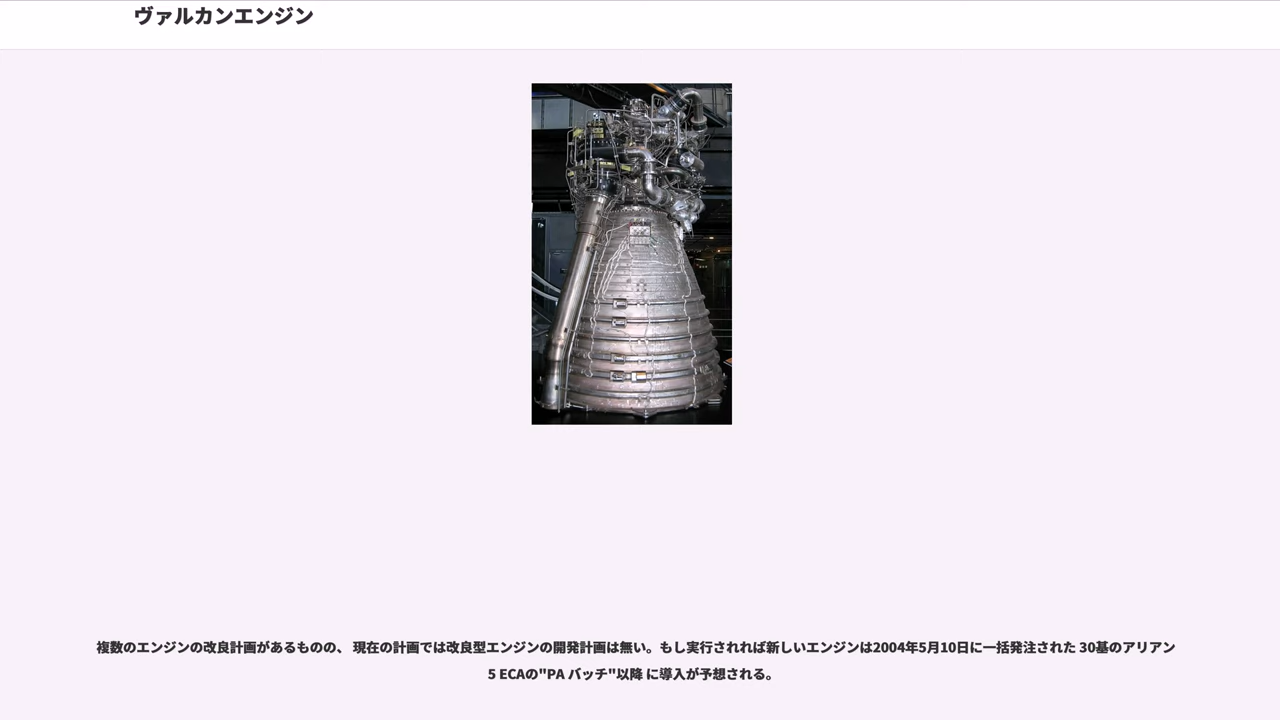 ヴァルカンエンジン
複数のエンジンの改良計画があるものの、 現在の計画では改良型エンジンの開発計画は無い。もし実行されれば新しいエンジンは2004年5月10日に一括発注された 30基のアリアン
5 ECAの"PA バッチ"以降 に導入が予想される。